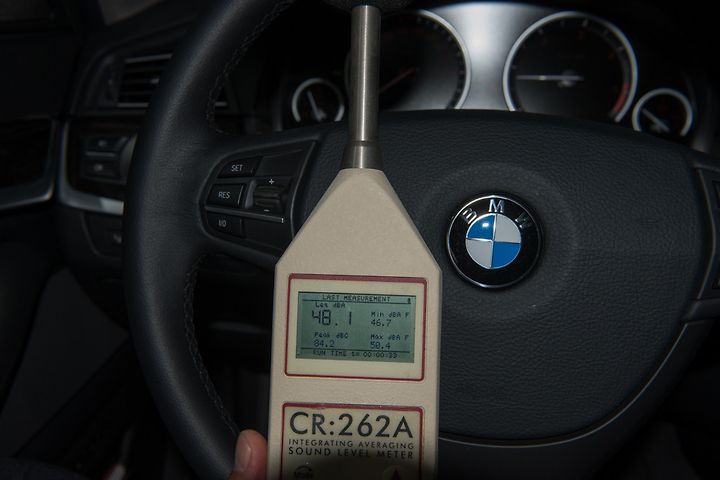 SET
+
RES
I/O
BMW
LAST MEASUREMENT
Leq dBA
48.1
Min dBA F
46.7
Peak dBC
84.2
Max dBA F
50.4
RUN TIME
00:00:33
CR:262A
INTEGRATING AVERAGING
SOUND LEVEL METER